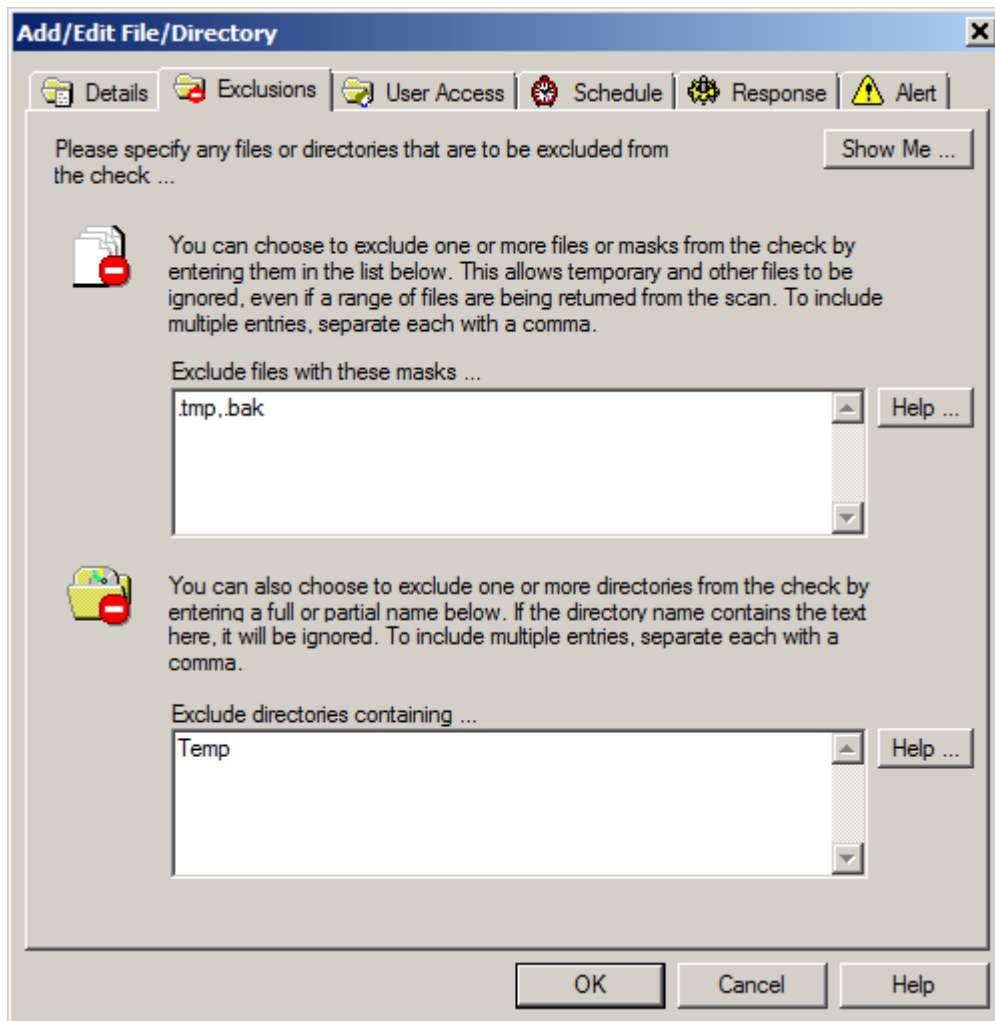 Add/Edit File/Directory
Details Exclusions User Access Schedule Response Alert
Please specify any files or directories that are to be excluded from
the check ...
Show Me ...
You can choose to exclude one or more files or masks from the check by
entering them in the list below. This allows temporary and other files to be
ignored, even if a range of files are being returned from the scan. To include
multiple entries, separate each with a comma.
Exclude files with these masks ...
.tmp,.bak
Help ...
You can also choose to exclude one or more directories from the check by
entering a full or partial name below. If the directory name contains the text
here, it will be ignored. To include multiple entries, separate each with a
comma.
Exclude directories containing ...
Temp
Help ...
OK Cancel Help